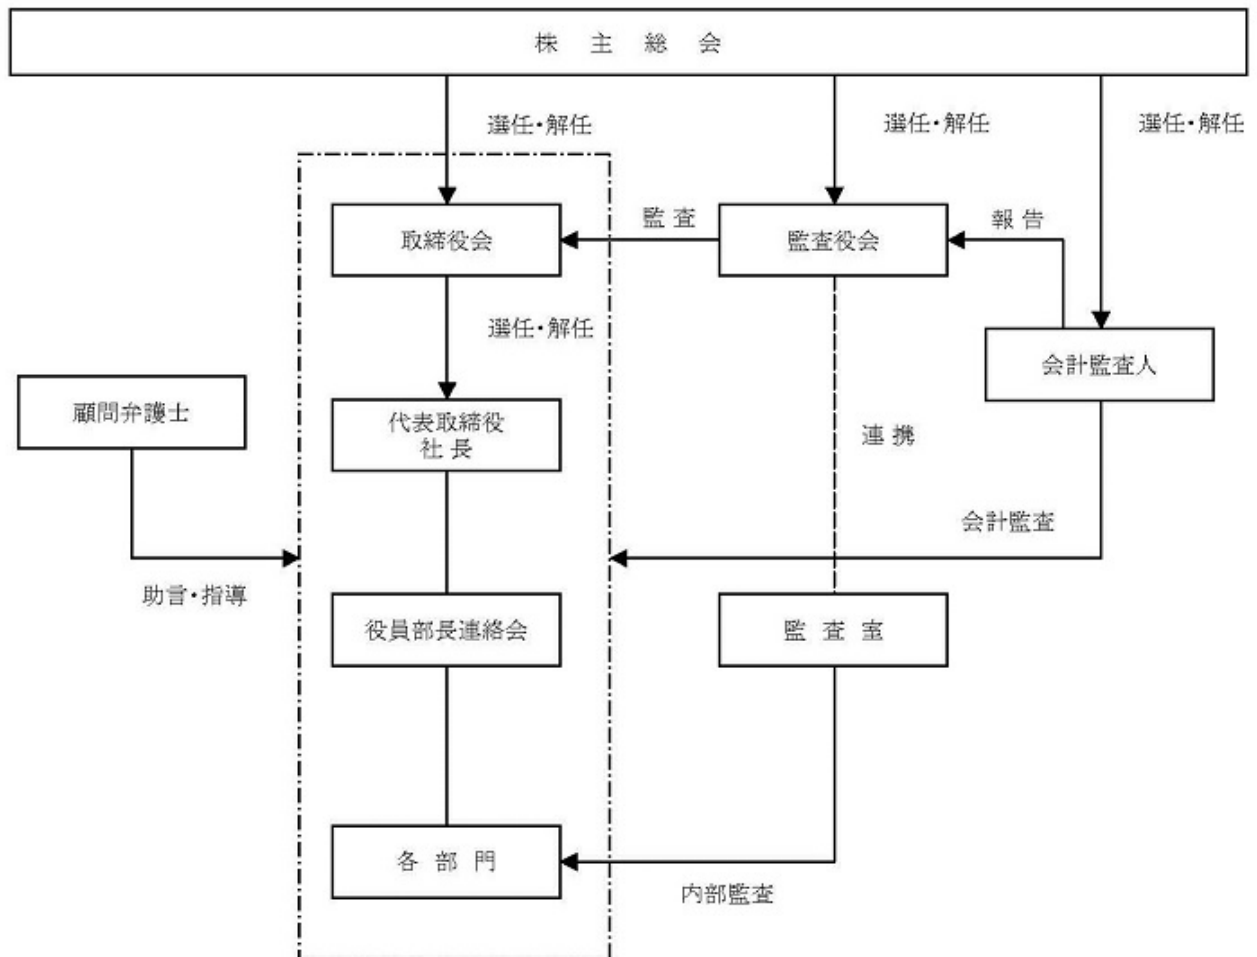 株 主 総 会
選任・解任
選任・解任
選任・解任
取締役会
監 査
監査役会
報 告
選任・解任
会計監査人
顧問弁護士
代表取締役
社 長
連 携
会計監査
助言・指導
役員部長連絡会
監 査 室
各 部 門
内部監査